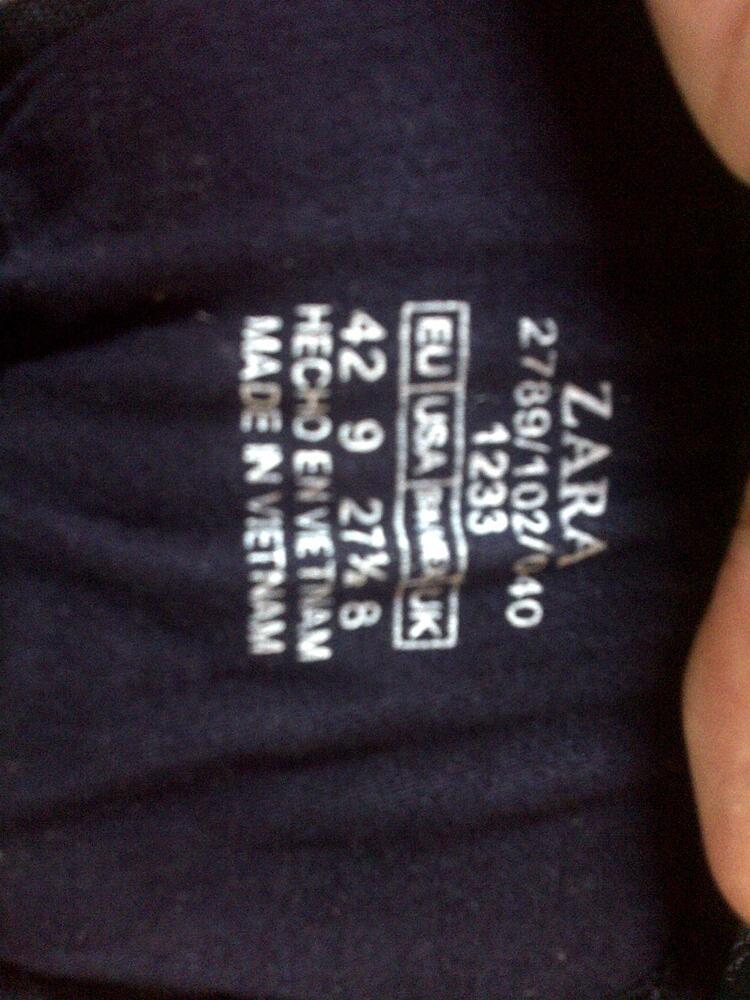 ZARA
2789/102/040
1233
EU USA UK
42 9 27½ 8
HECHO EN VIETNAM
MADE IN VIETNAM